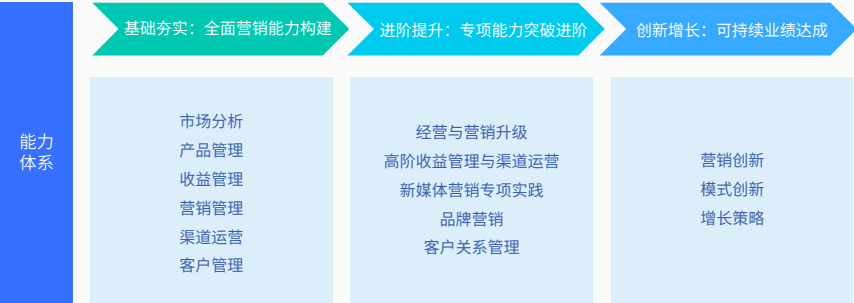 基础夯实：全面营销能力构建
进阶提升：专项能力突破进阶
创新增长：可持续业绩达成
能力
体系
市场分析
产品管理
收益管理
营销管理
渠道运营
客户管理
经营与营销升级
高阶收益管理与渠道运营
新媒体营销专项实践
品牌营销
客户关系管理
营销创新
模式创新
增长策略